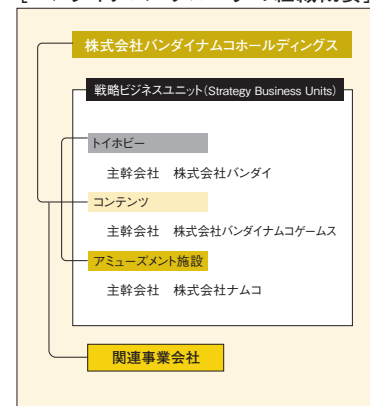 株式会社バンダイナムコホールディングス
戦略ビジネスユニット(Strategy Business Units)
トイホビー
主幹会社 株式会社バンダイ
コンテンツ
主幹会社 株式会社バンダイナムコゲームス
アミューズメント施設
主幹会社 株式会社ナムコ
関連事業会社